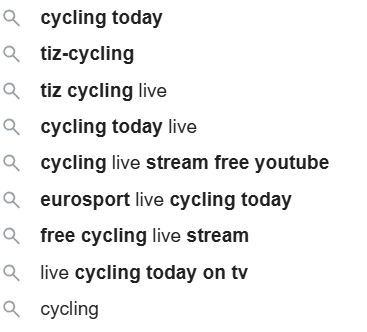 cycling today
tiz-cycling
tiz cycling live
cycling today live
cycling live stream free youtube
eurosport live cycling today
free cycling live stream
live cycling today on tv
cycling